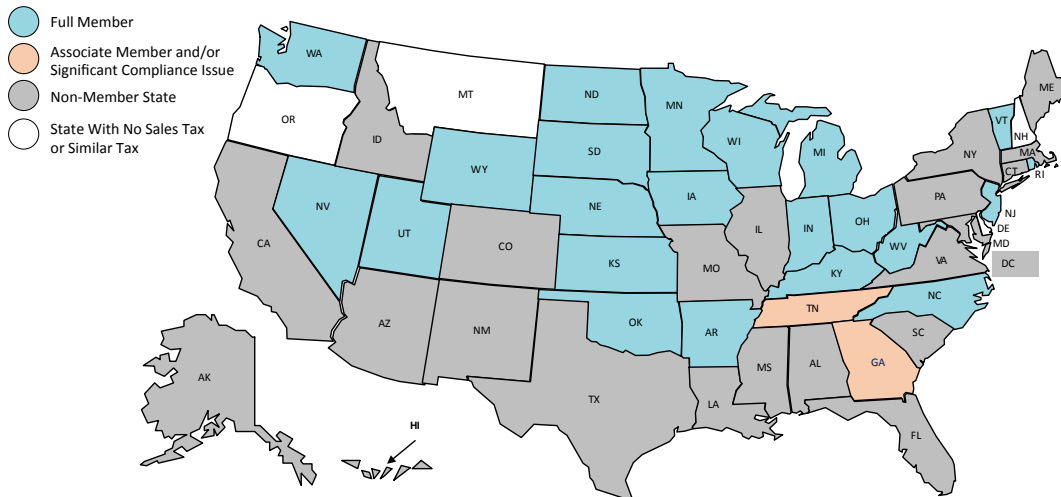 Full Member
Associate Member and/or
Significant Compliance Issue
Non-Member State
State With No Sales Tax
or Similar Tax
WA
MT
ND
MN
ME
OR
ID
WY
SD
WI
MI
VT
NH
NY
MA
CT
RI
NV
UT
NE
IA
PA
NJ
CA
CO
KS
MO
IL
IN
OH
WV
DE
MD
VA
DC
KY
AZ
NM
OK
AR
TN
NC
SC
TX
LA
MS
AL
GA
FL
AK
HI